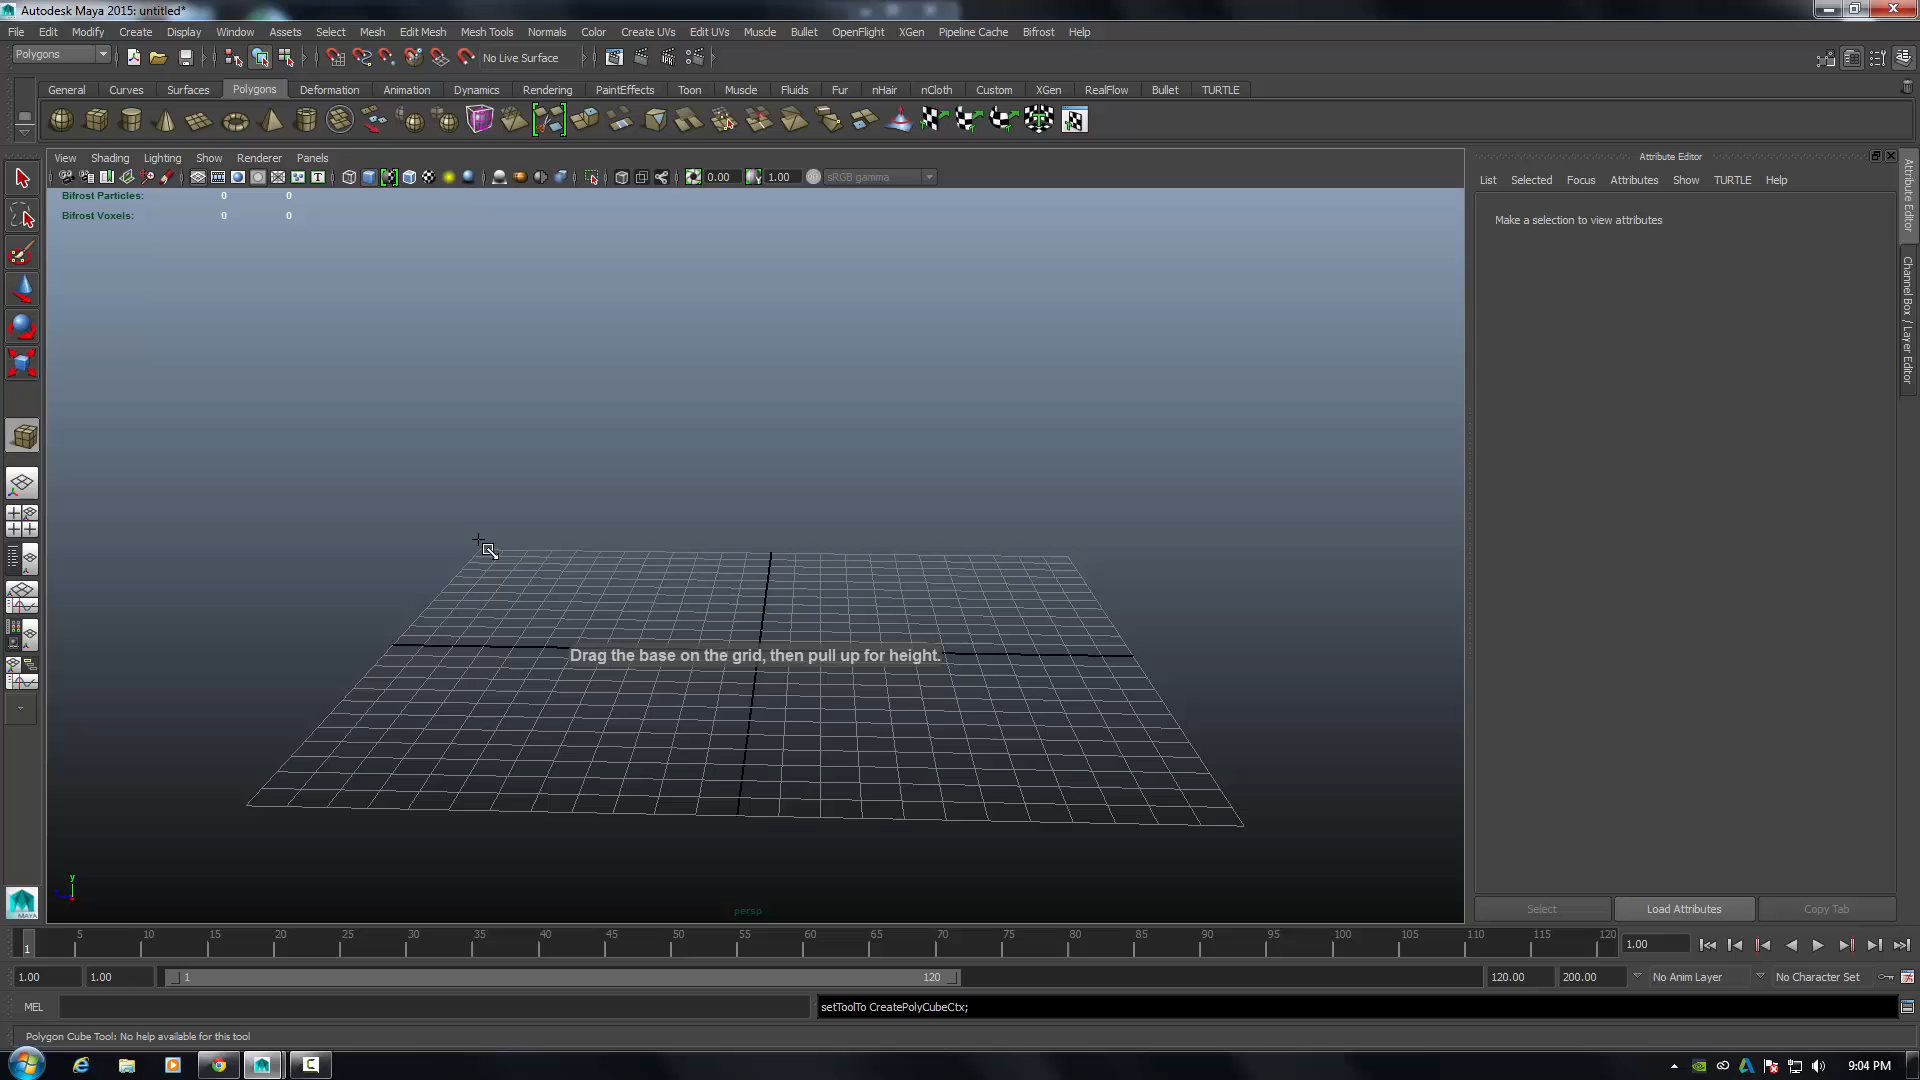 Autodesk Maya 2015: untitled*
File Edit Modify Create Display Window Assets Select Mesh Edit Mesh Mesh Tools Normals Color Create UVs Edit UVs Muscle Bullet OpenFlight XGen Pipeline Cache Bifrost Help
Polygons No Live Surface
General Curves Surfaces Polygons Deformation Animation Dynamics Rendering PaintEffects Toon Muscle Fluids Fur nHair nCloth Custom XGen RealFlow Bullet TURTLE
View Shading Lighting Show Renderer Panels
0.00 1.00 sRGB gamma
Bifrost Particles: 0 0
Bifrost Voxels: 0 0
Drag the base on the grid, then pull up for height.
y
persp
Attribute Editor
List Selected Focus Attributes Show TURTLE Help
Make a selection to view attributes
Attribute Editor
Channel Box / Layer Editor
Select Load Attributes Copy Tab
MAYA
1 5 10 15 20 25 30 35 40 45 50 55 60 65 70 75 80 85 90 95 100 105 110 115 120 1.00
1.00 1.00 1 120 120.00 200.00 No Anim Layer No Character Set
MEL setToolTo CreatePolyCubeCtx;
Polygon Cube Tool: No help available for this tool
9:04 PM